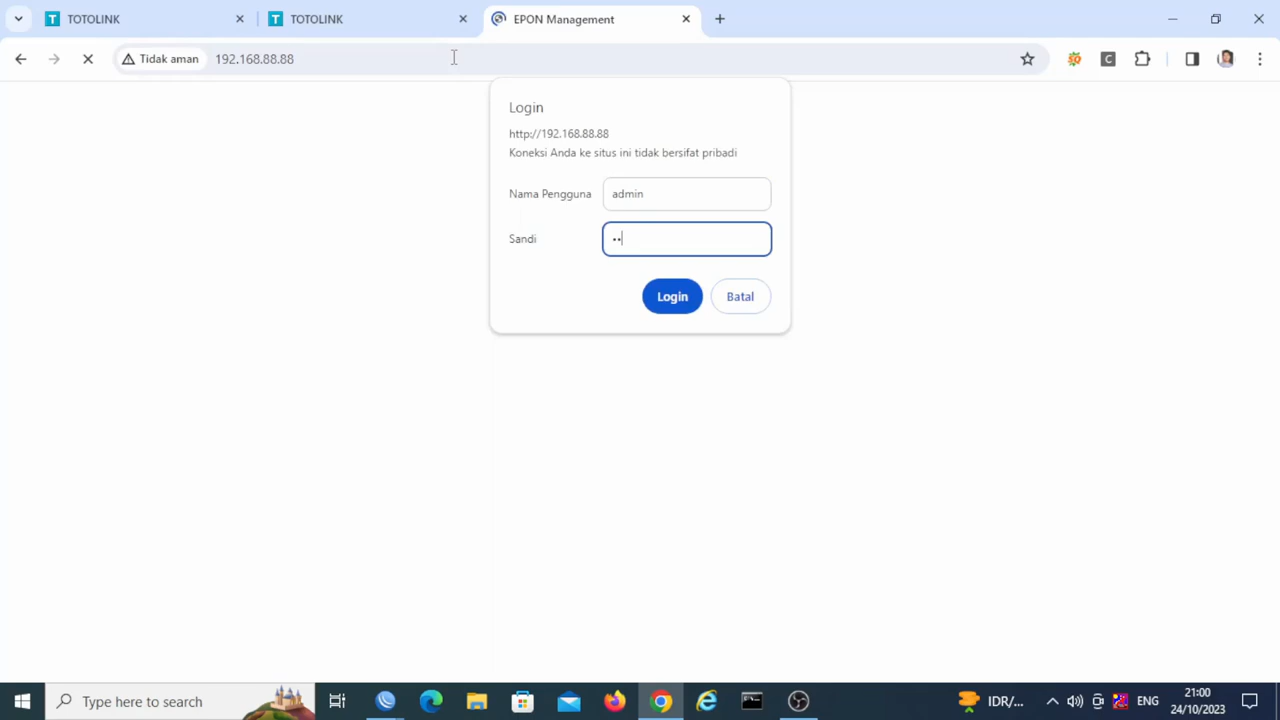 TOTOLINK
TOTOLINK
EPON Management
Tidak aman
192.168.88.88
Login
http://192.168.88.88
Koneksi Anda ke situs ini tidak bersifat pribadi
Nama Pengguna admin
Sandi ••
Login Batal
Type here to search
IDR/...
ENG
21:00
24/10/2023